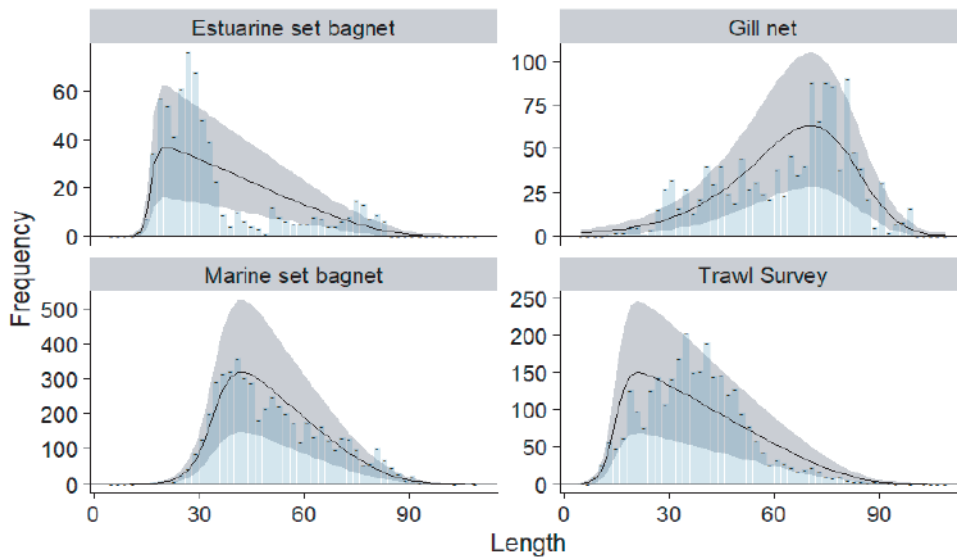 Estuarine set bagnet
Gill net
60
40
20
0
100
75
50
25
0
Frequency
Marine set bagnet
Trawl Survey
500
400
300
200
100
0
250
200
150
100
50
0
0 30 60 90
0 30 60 90
Length